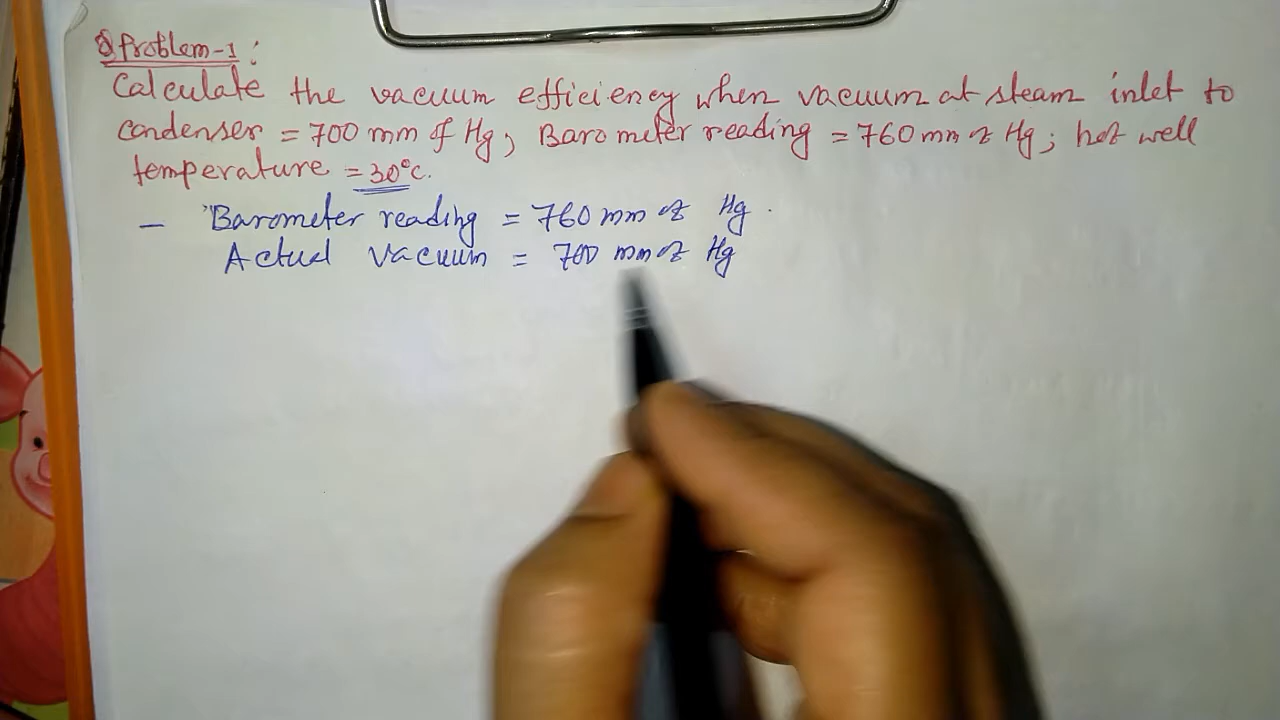 Problem-1:
Calculate the vacuum efficiency when vacuum at steam inlet to
condenser = 700 mm of Hg, Barometer reading = 760 mm of Hg; hot well
temperature = 30°C.
- Barometer reading = 760 mm of Hg.
Actual vacuum = 700 mm of Hg